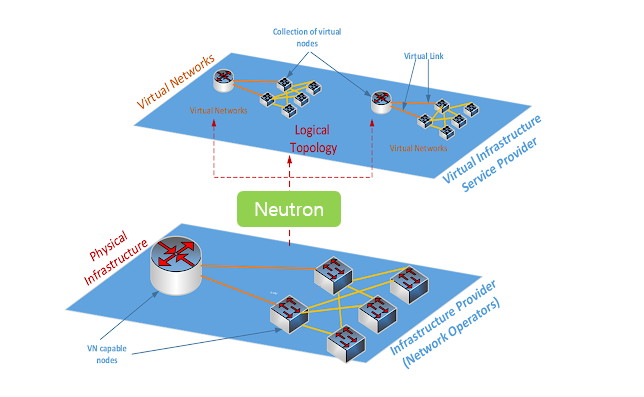 Collection of virtual
nodes
Virtual Link
Virtual Networks
Virtual Networks
Logical
Topology
Virtual Networks
Virtual Infrastructure
Service Provider
Neutron
Physical
Infrastructure
VN capable
nodes
Infrastructure Provider
(Network Operators)